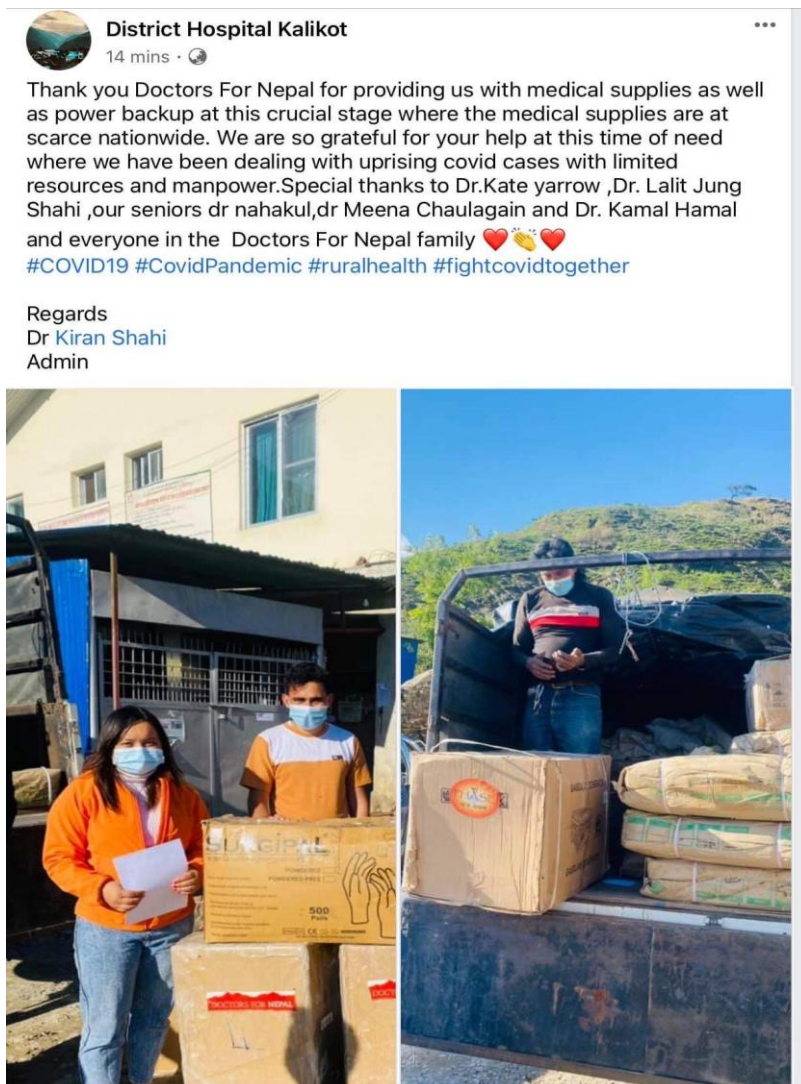 District Hospital Kalikot
14 mins ·
Thank you Doctors For Nepal for providing us with medical supplies as well
as power backup at this crucial stage where the medical supplies are at
scarce nationwide. We are so grateful for your help at this time of need
where we have been dealing with uprising covid cases with limited
resources and manpower.Special thanks to Dr.Kate yarrow ,Dr. Lalit Jung
Shahi ,our seniors dr nahakul,dr Meena Chaulagain and Dr. Kamal Hamal
and everyone in the  Doctors For Nepal family ❤️👏❤️
#COVID19 #CovidPandemic #ruralhealth #fightcovidtogether
Regards
Dr Kiran Shahi
Admin
SURGIPAL
POWDERED
POWDERED FREE
500
Pairs
DOCTORS FOR NEPAL
DOCT